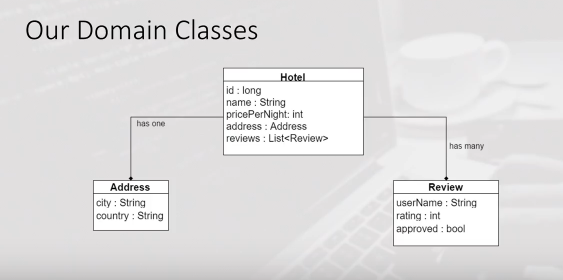 Our Domain Classes
Hotel
id : long
name : String
pricePerNight: int
address : Address
reviews : List<Review>
has one
has many
Address
city : String
country : String
Review
userName : String
rating : int
approved : bool